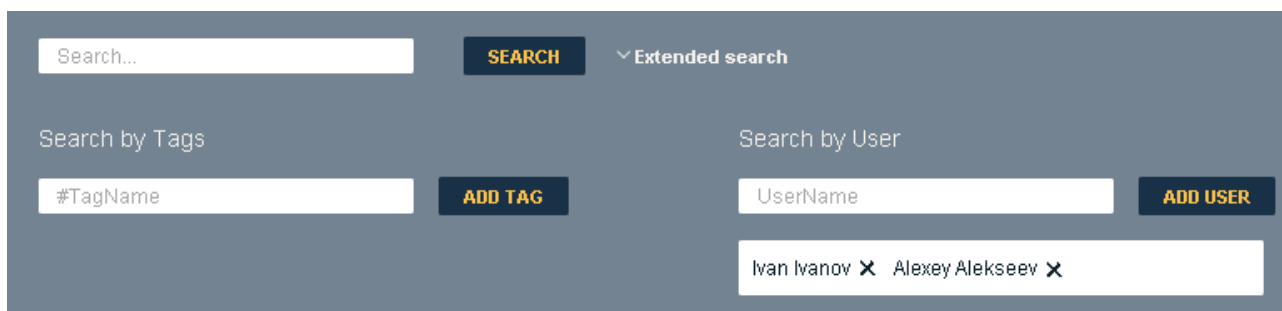 Search... SEARCH Extended search
Search by Tags Search by User
#TagName ADD TAG UserName ADD USER
Ivan Ivanov Alexey Alekseev